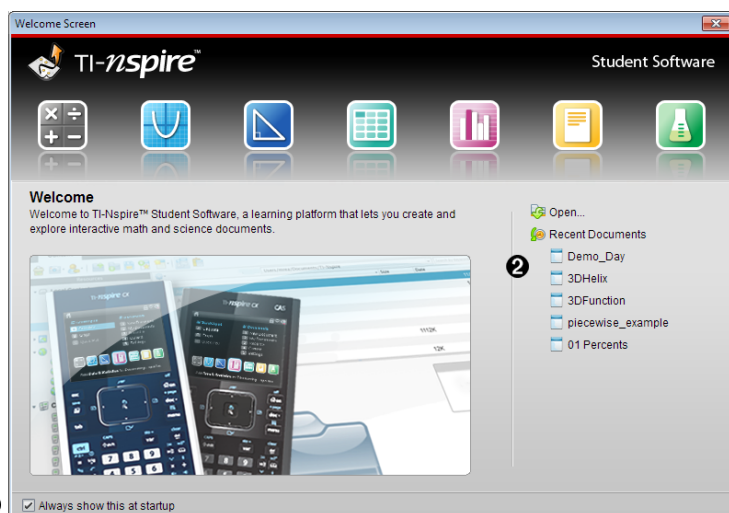 Welcome Screen
TI-nspire™
Student Software
Welcome
Welcome to TI-Nspire™ Student Software, a learning platform that lets you create and
explore interactive math and science documents.
Open...
Recent Documents
❷
Demo_Day
3DHelix
3DFunction
piecewise_example
01 Percents
Always show this at startup